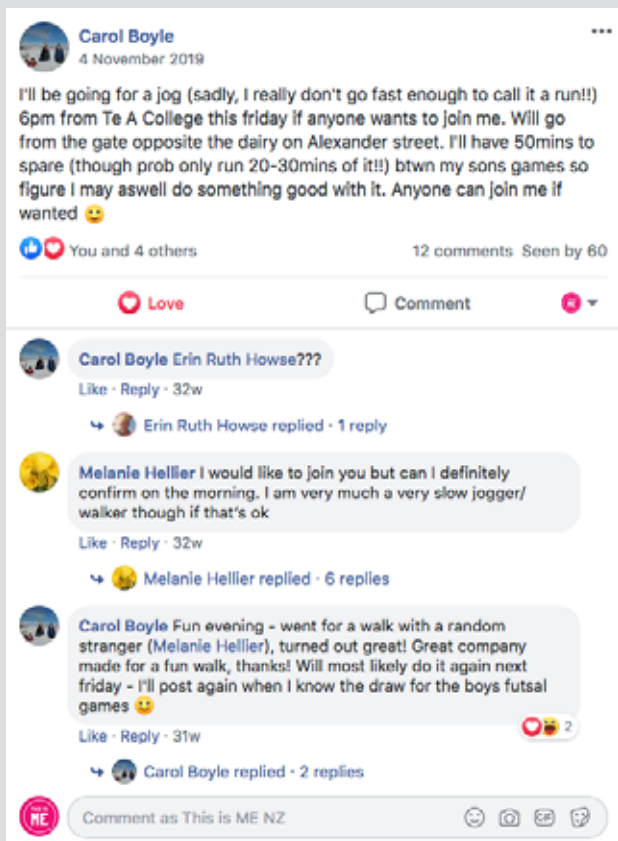 Carol Boyle
4 November 2019
I'll be going for a jog (sadly, I really don't go fast enough to call it a run!!)
6pm from Te A College this friday if anyone wants to join me. Will go
from the gate opposite the dairy on Alexander street. I'll have 50mins to
spare (though prob only run 20-30mins of it!!) btwn my sons games so
figure I may aswell do something good with it. Anyone can join me if
wanted
You and 4 others 12 comments Seen by 60
Love Comment
Carol Boyle Erin Ruth Howse???
Like · Reply · 32w
Erin Ruth Howse replied · 1 reply
Melanie Hellier I would like to join you but can I definitely
confirm on the morning. I am very much a very slow jogger/
walker though if that's ok
Like · Reply · 32w
Melanie Hellier replied · 6 replies
Carol Boyle Fun evening - went for a walk with a random
stranger (Melanie Hellier), turned out great! Great company
made for a fun walk, thanks! Will most likely do it again next
friday - I'll post again when I know the draw for the boys futsal
games
2
Like · Reply · 31w
Carol Boyle replied · 2 replies
ME
Comment as This is ME NZ
GIF